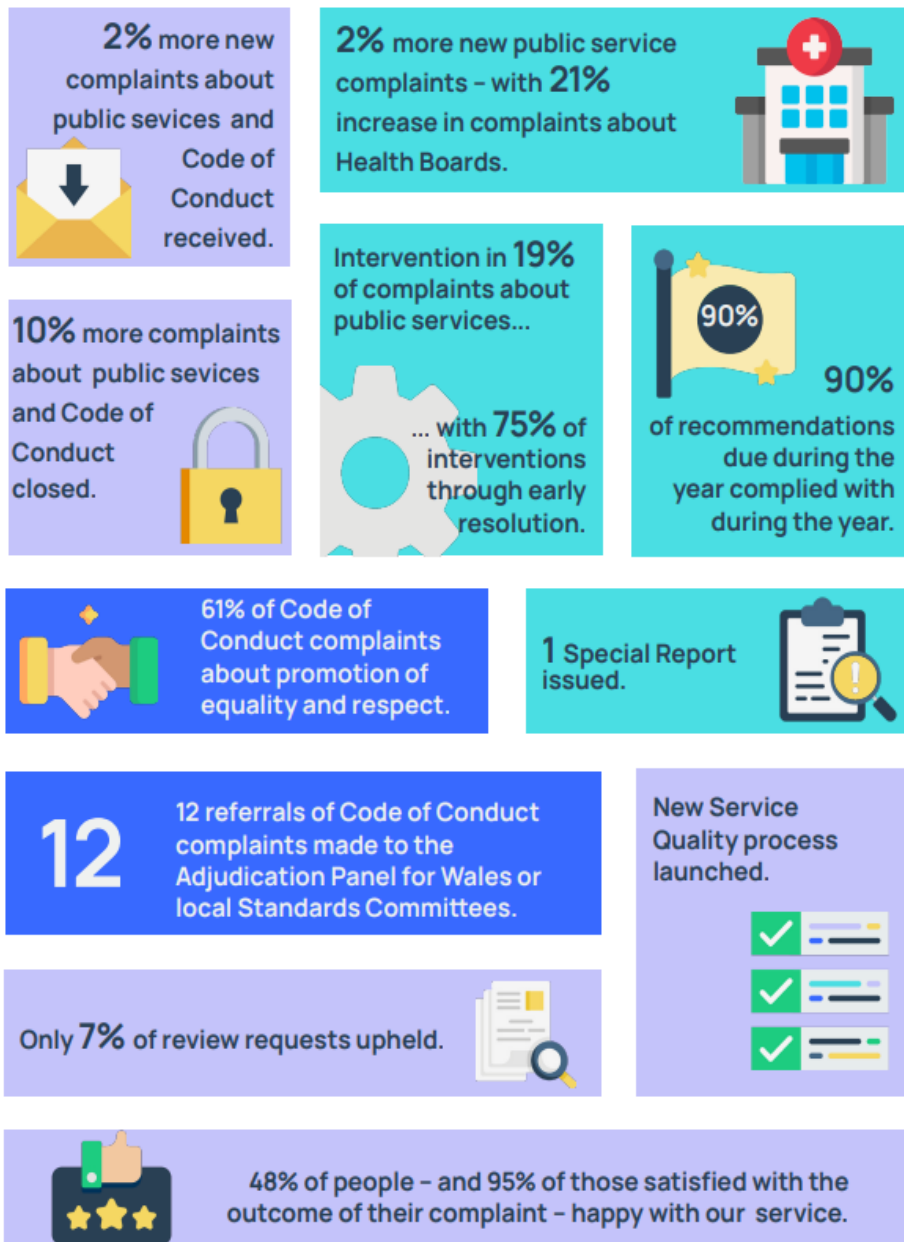 2% more new
complaints about
public sevices and
Code of
Conduct
received.
2% more new public service
complaints – with 21%
increase in complaints about
Health Boards.
10% more complaints
about public sevices
and Code of
Conduct
closed.
Intervention in 19%
of complaints about
public services...
... with 75% of
interventions
through early
resolution.
90%
90%
of recommendations
due during the
year complied with
during the year.
61% of Code of
Conduct complaints
about promotion of
equality and respect.
1 Special Report
issued.
12
12 referrals of Code of Conduct
complaints made to the
Adjudication Panel for Wales or
local Standards Committees.
New Service
Quality process
launched.
Only 7% of review requests upheld.
48% of people – and 95% of those satisfied with the
outcome of their complaint – happy with our service.